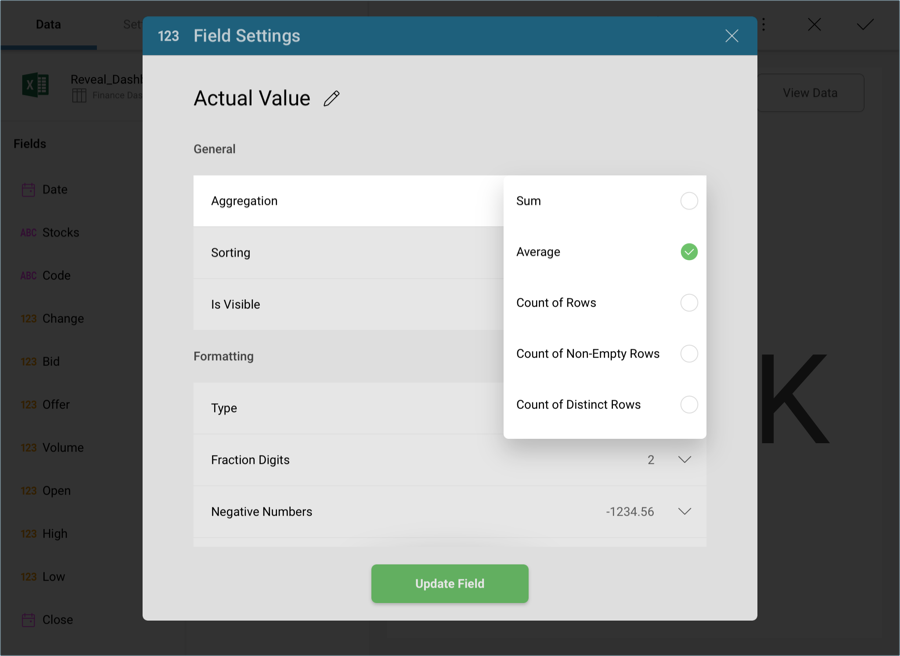 Data
Set
123 Field Settings
Reveal_Dashl
Finance Das
View Data
Actual Value
General
Fields
Date
ABC Stocks
ABC Code
123 Change
123 Bid
123 Offer
123 Volume
123 Open
123 High
123 Low
Close
Aggregation
Sorting
Is Visible
Sum
Average
Count of Rows
Count of Non-Empty Rows
Count of Distinct Rows
Formatting
Type
Fraction Digits 2
Negative Numbers -1234.56
K
Update Field